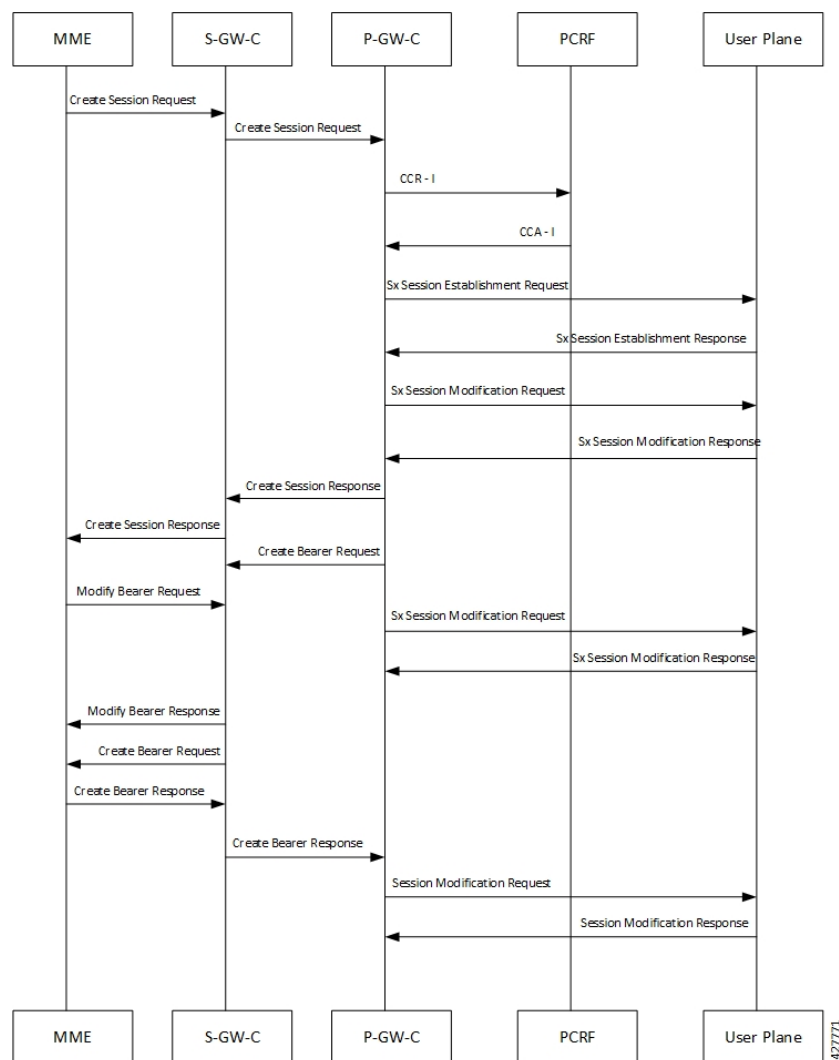 MME
S-GW-C
P-GW-C
PCRF
User Plane
Create Session Request
Create Session Request
CCR - I
CCA - I
Sx Session Establishment Request
Sx Session Establishment Response
Sx Session Modification Request
Sx Session Modification Response
Create Session Response
Create Session Response
Create Bearer Request
Modify Bearer Request
Sx Session Modification Request
Sx Session Modification Response
Modify Bearer Response
Create Bearer Request
Create Bearer Response
Create Bearer Response
Session Modification Request
Session Modification Response
MME
S-GW-C
P-GW-C
PCRF
User Plane
420771